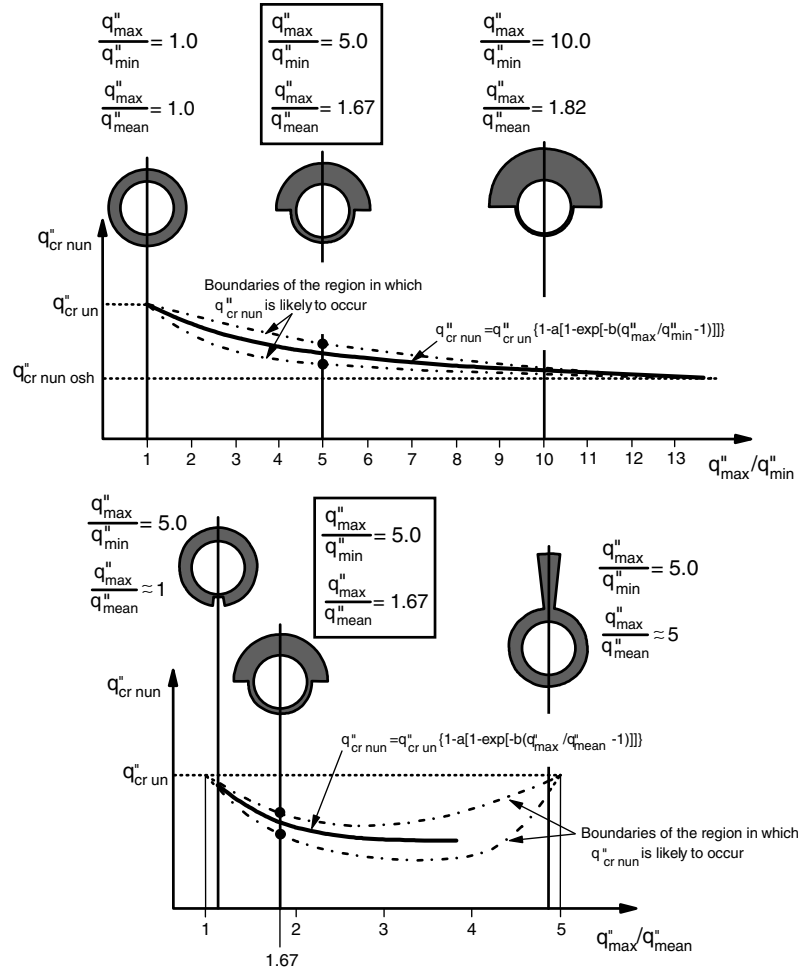 q"max/q"min = 1.0
q"max/q"mean = 1.0
q"max/q"min = 5.0
q"max/q"mean = 1.67
q"max/q"min = 10.0
q"max/q"mean = 1.82
q"cr nun
Boundaries of the region in which
q"cr nun is likely to occur
q"cr un
q"cr nun =q"cr un {1-a[1-exp[-b(q"max/q"min -1)]]}
q"cr nun osh
1 2 3 4 5 6 7 8 9 10 11 12 13
q"max/q"min
q"max/q"min = 5.0
q"max/q"mean ≈ 1
q"max/q"min = 5.0
q"max/q"mean = 1.67
q"max/q"min = 5.0
q"max/q"mean ≈ 5
q"cr nun
q"cr nun =q"cr un {1-a[1-exp[-b(q"max /q"mean -1)]]}
q"cr un
Boundaries of the region in which
q"cr nun is likely to occur
1 2 3 4 5
q"max/q"mean
1.67